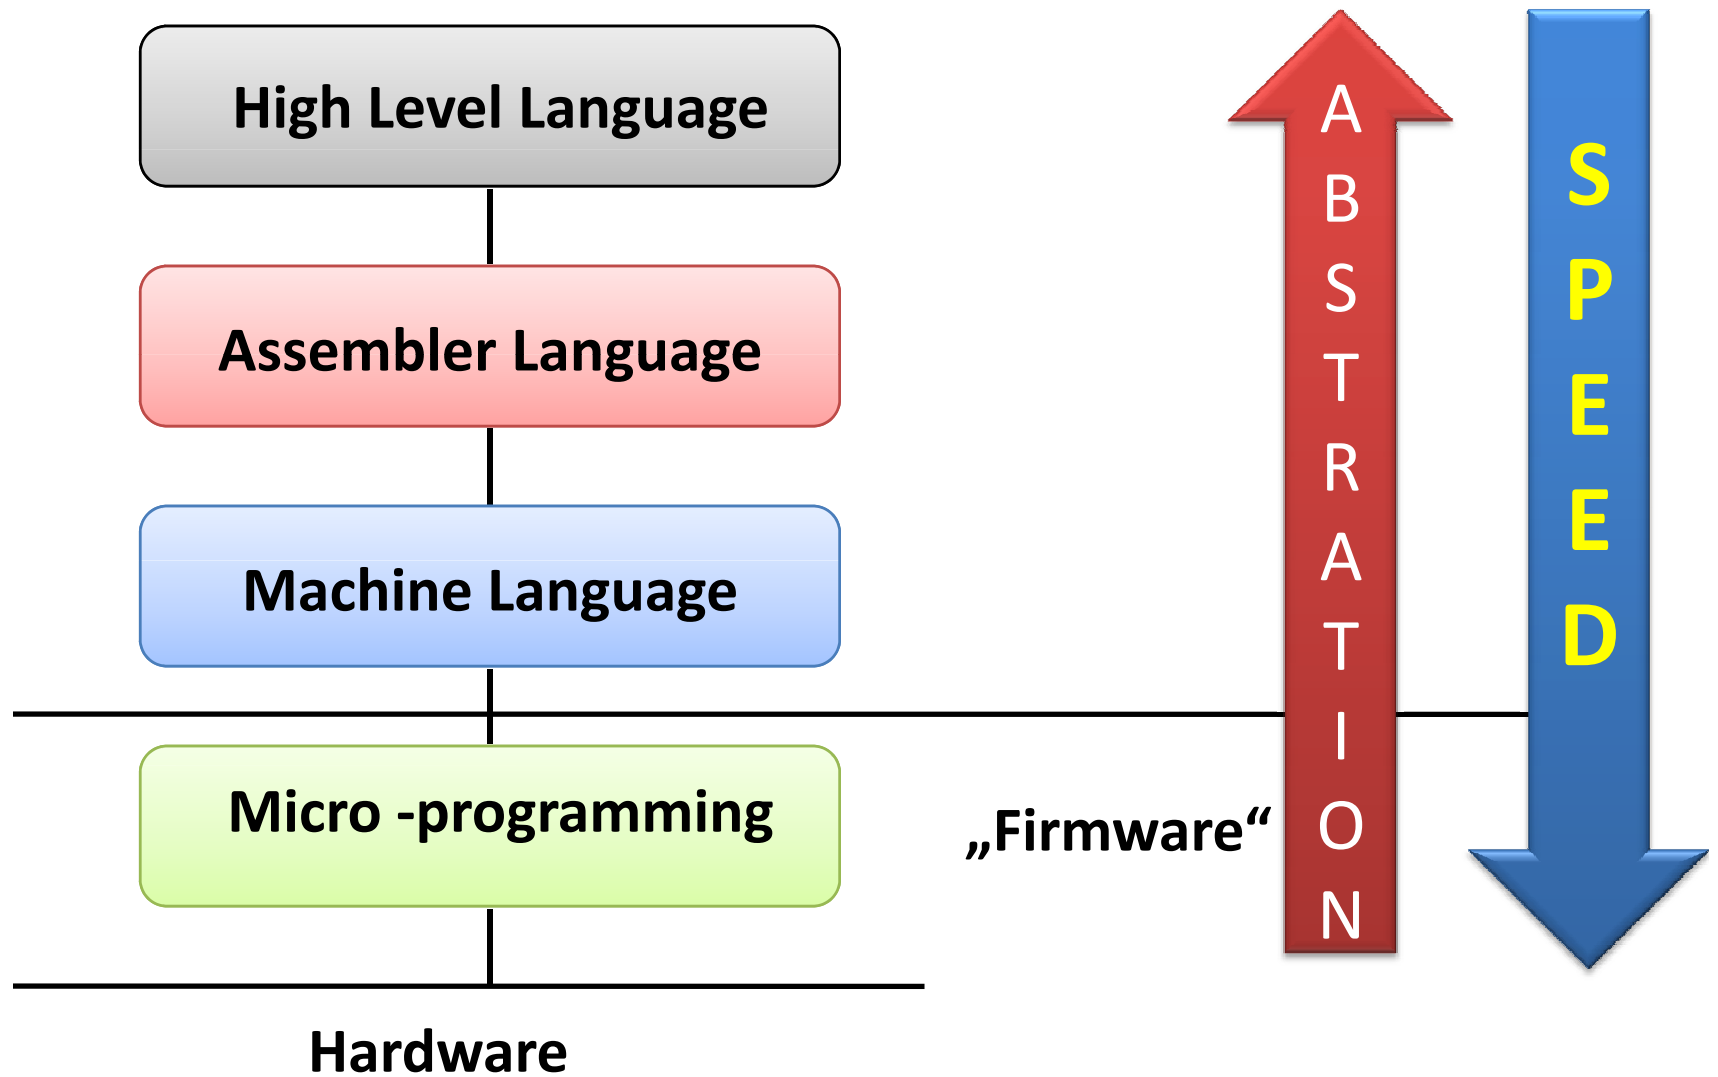 High Level Language
Assembler Language
Machine Language
Micro -programming
„Firmware“
Hardware
ABSTRATION
SPEED